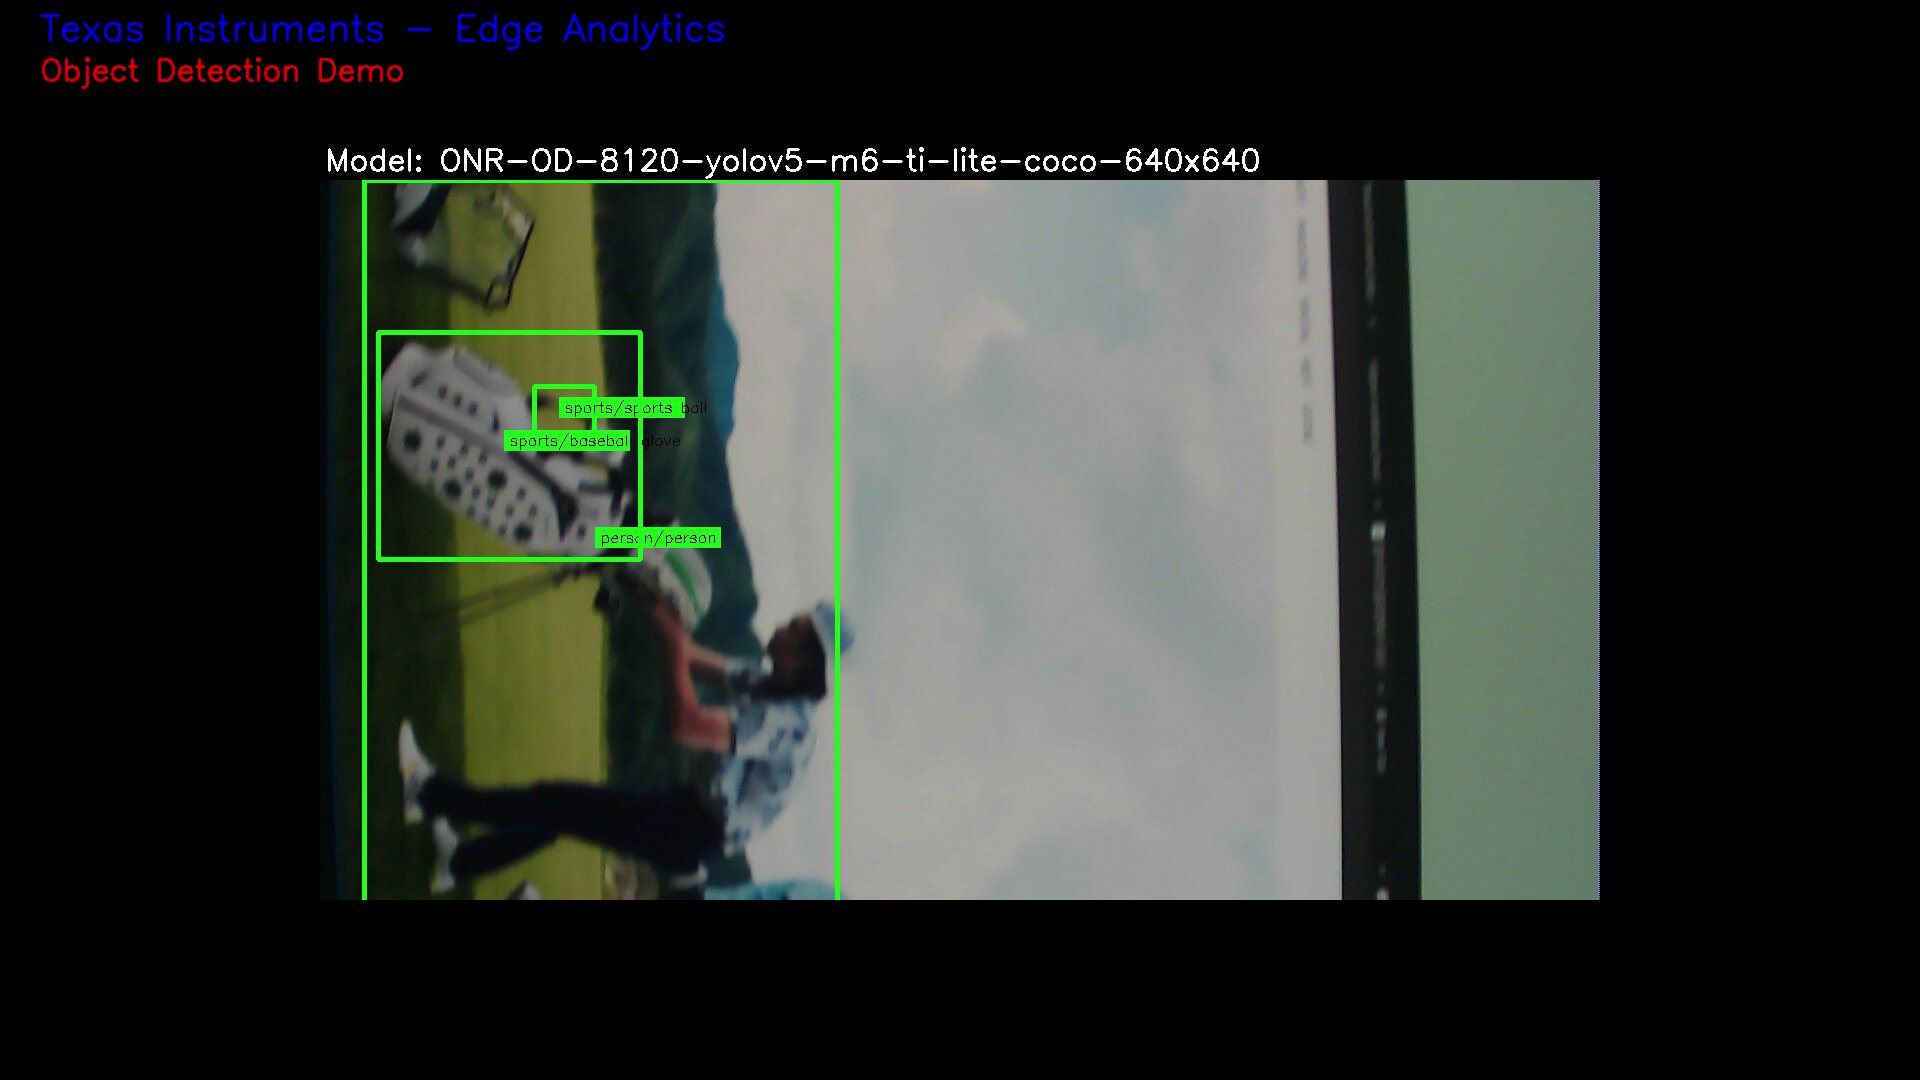 Texas Instruments – Edge Analytics
Object Detection Demo
Model: ONR-OD-8120-yolov5-m6-ti-lite-coco-640x640
sports/sports ball
sports/baseball glove
person/person